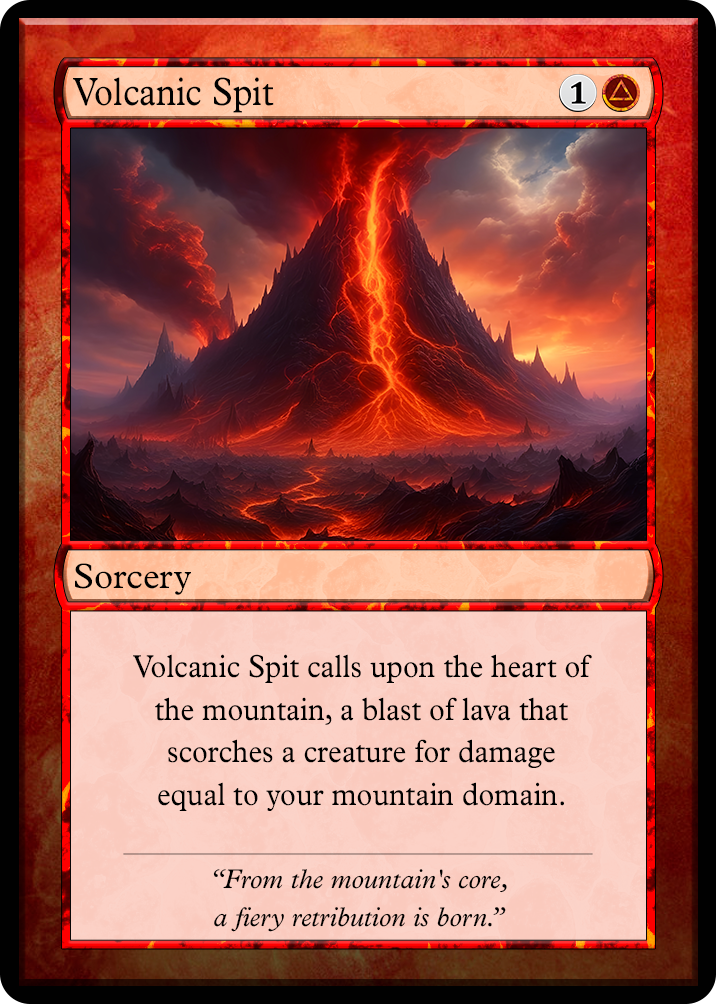 Volcanic Spit 1
Sorcery
Volcanic Spit calls upon the heart of
the mountain, a blast of lava that
scorches a creature for damage
equal to your mountain domain.
“From the mountain's core,
a fiery retribution is born.”